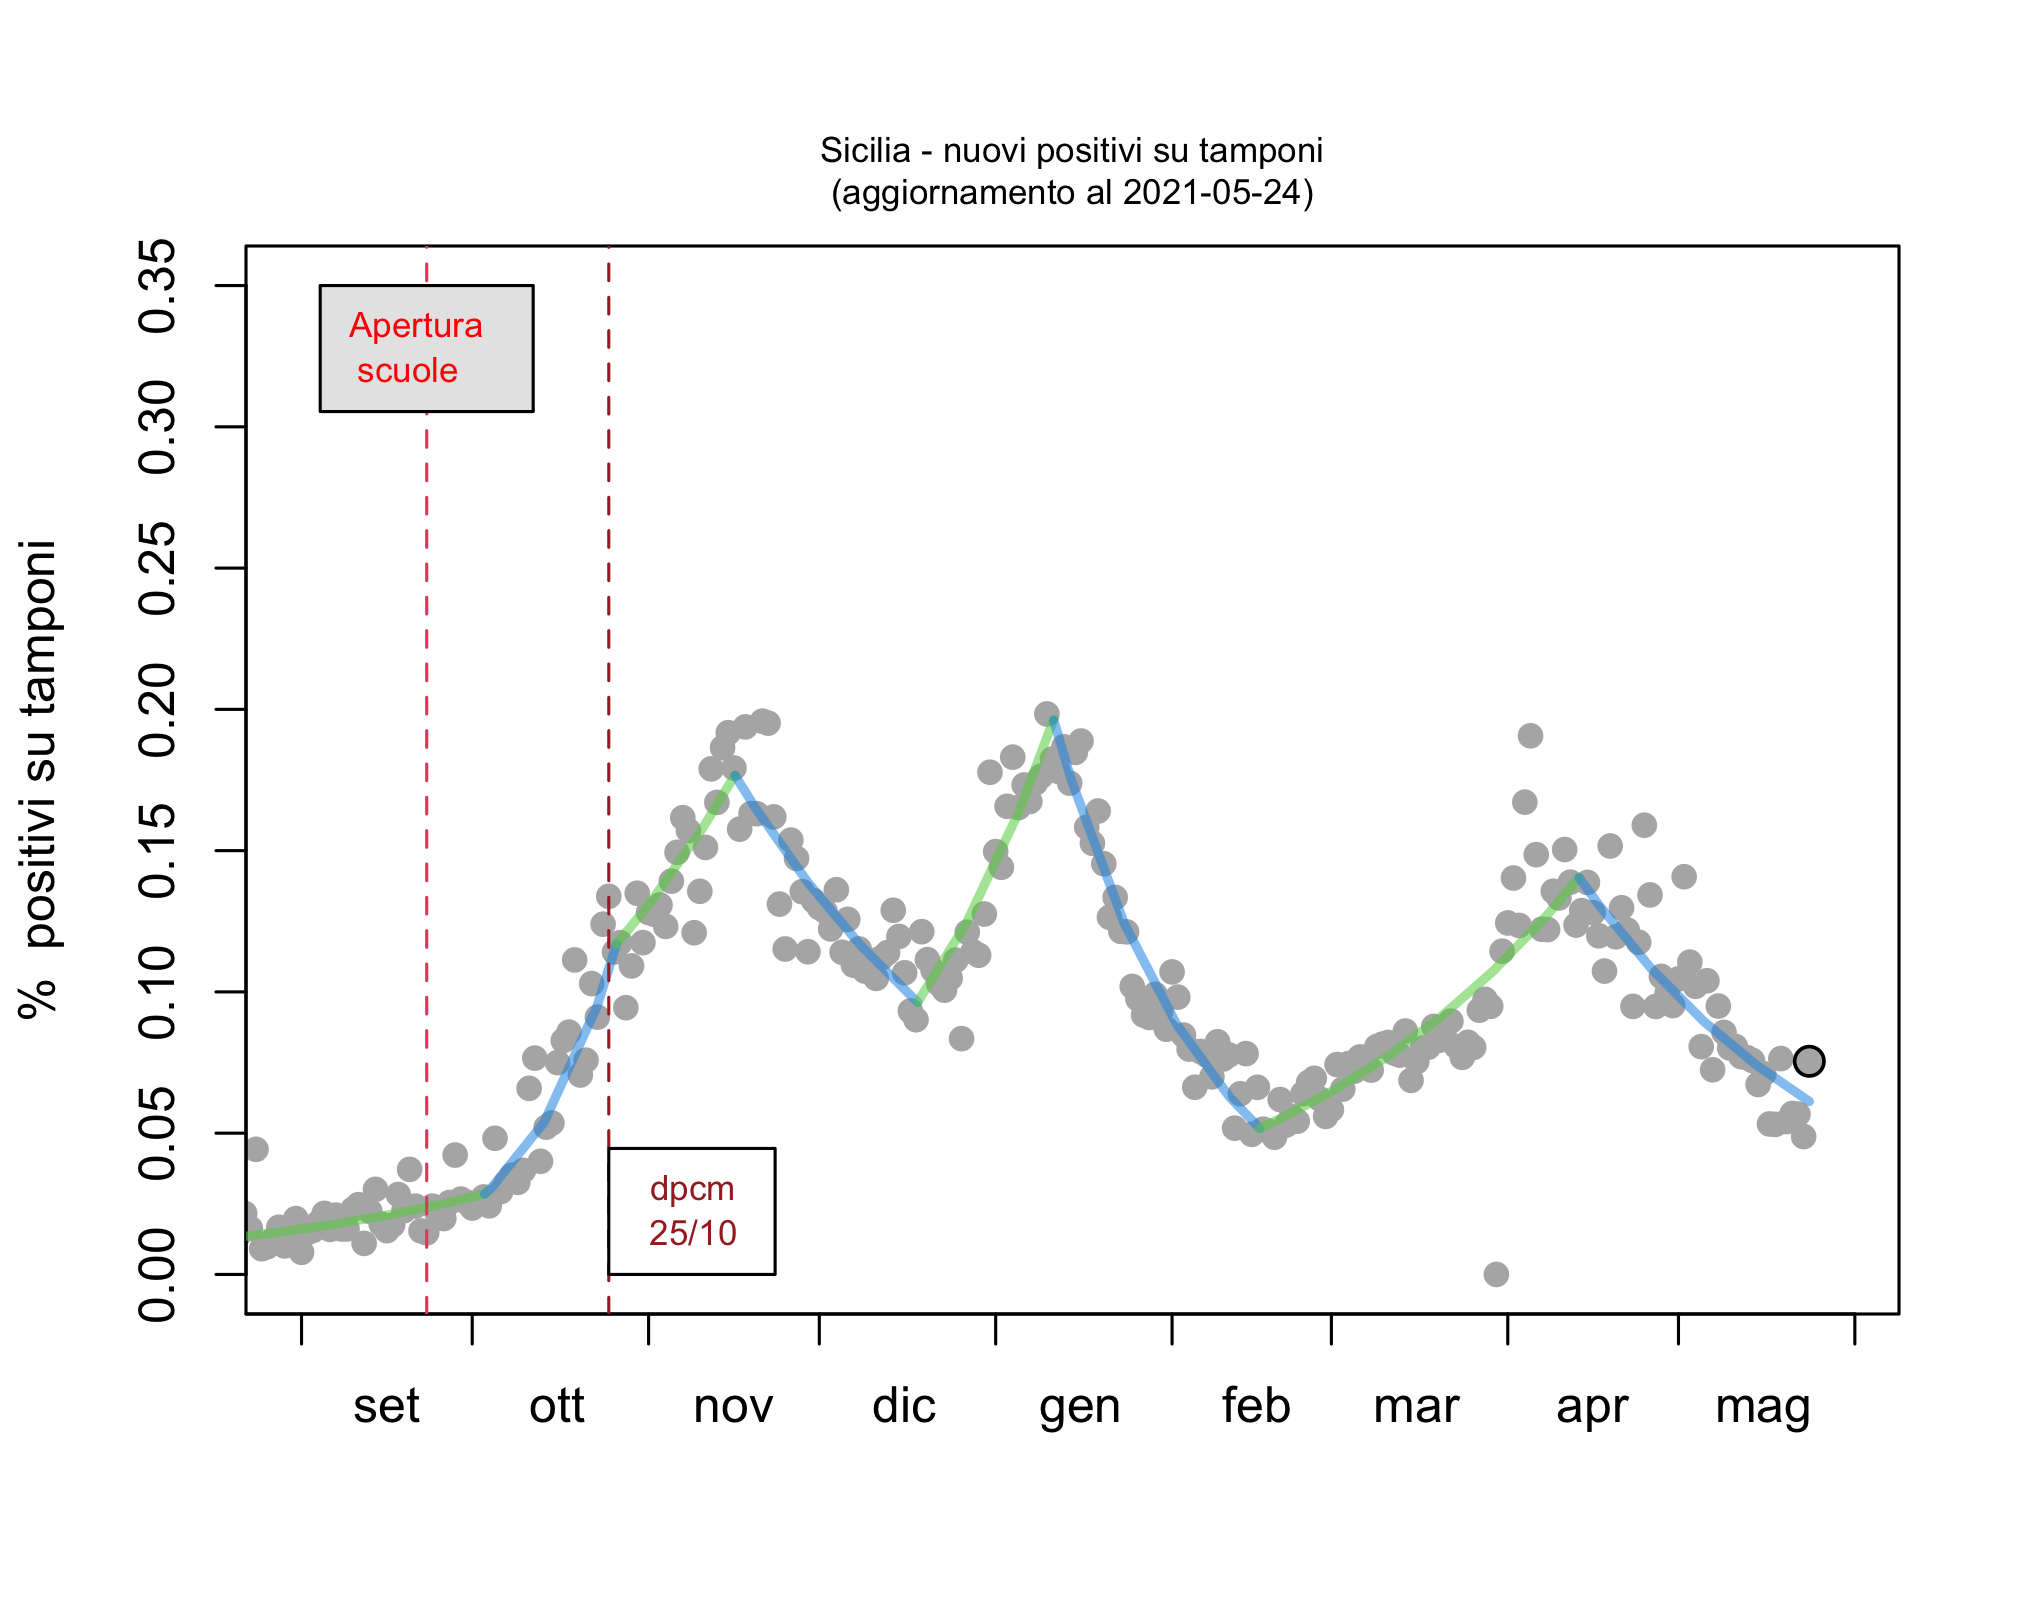 Sicilia - nuovi positivi su tamponi
(aggiornamento al 2021-05-24)
% positivi su tamponi
0.35
0.30
0.25
0.20
0.15
0.10
0.05
0.00
Apertura
scuole
dpcm
25/10
set ott nov dic gen feb mar apr mag